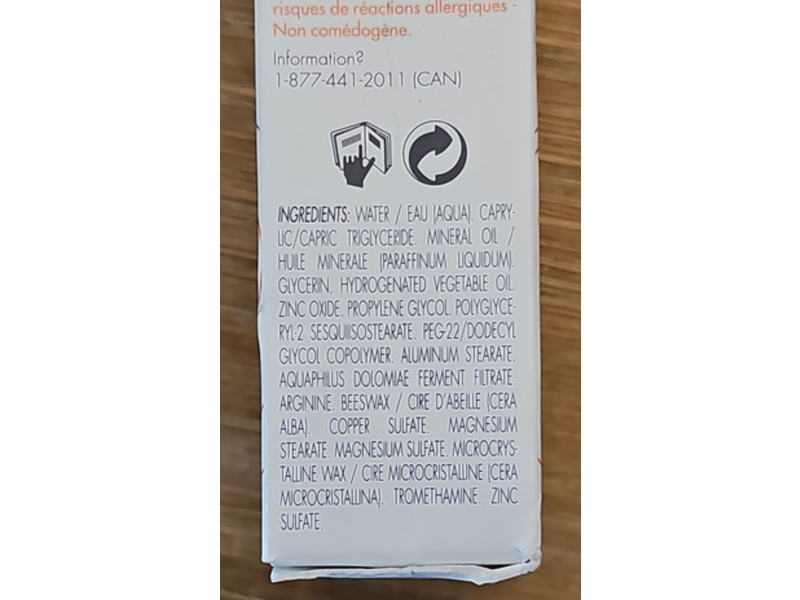 risques de réactions allergiques -
Non comédogène.
Information?
1-877-441-2011 (CAN)
INGREDIENTS: WATER / EAU (AQUA). CAPRY-
LIC/CAPRIC TRIGLYCERIDE. MINERAL OIL /
HUILE MINERALE (PARAFFINUM LIQUIDUM).
GLYCERIN. HYDROGENATED VEGETABLE OIL.
ZINC OXIDE. PROPYLENE GLYCOL. POLYGLYCE-
RYL-2 SESQUIISOSTEARATE. PEG-22/DODECYL
GLYCOL COPOLYMER. ALUMINUM STEARATE.
AQUAPHILUS DOLOMIAE FERMENT FILTRATE.
ARGININE. BEESWAX / CIRE D'ABEILLE (CERA
ALBA). COPPER SULFATE. MAGNESIUM
STEARATE. MAGNESIUM SULFATE. MICROCRYS-
TALLINE WAX / CIRE MICROCRISTALLINE (CERA
MICROCRISTALLINA). TROMETHAMINE. ZINC
SULFATE.